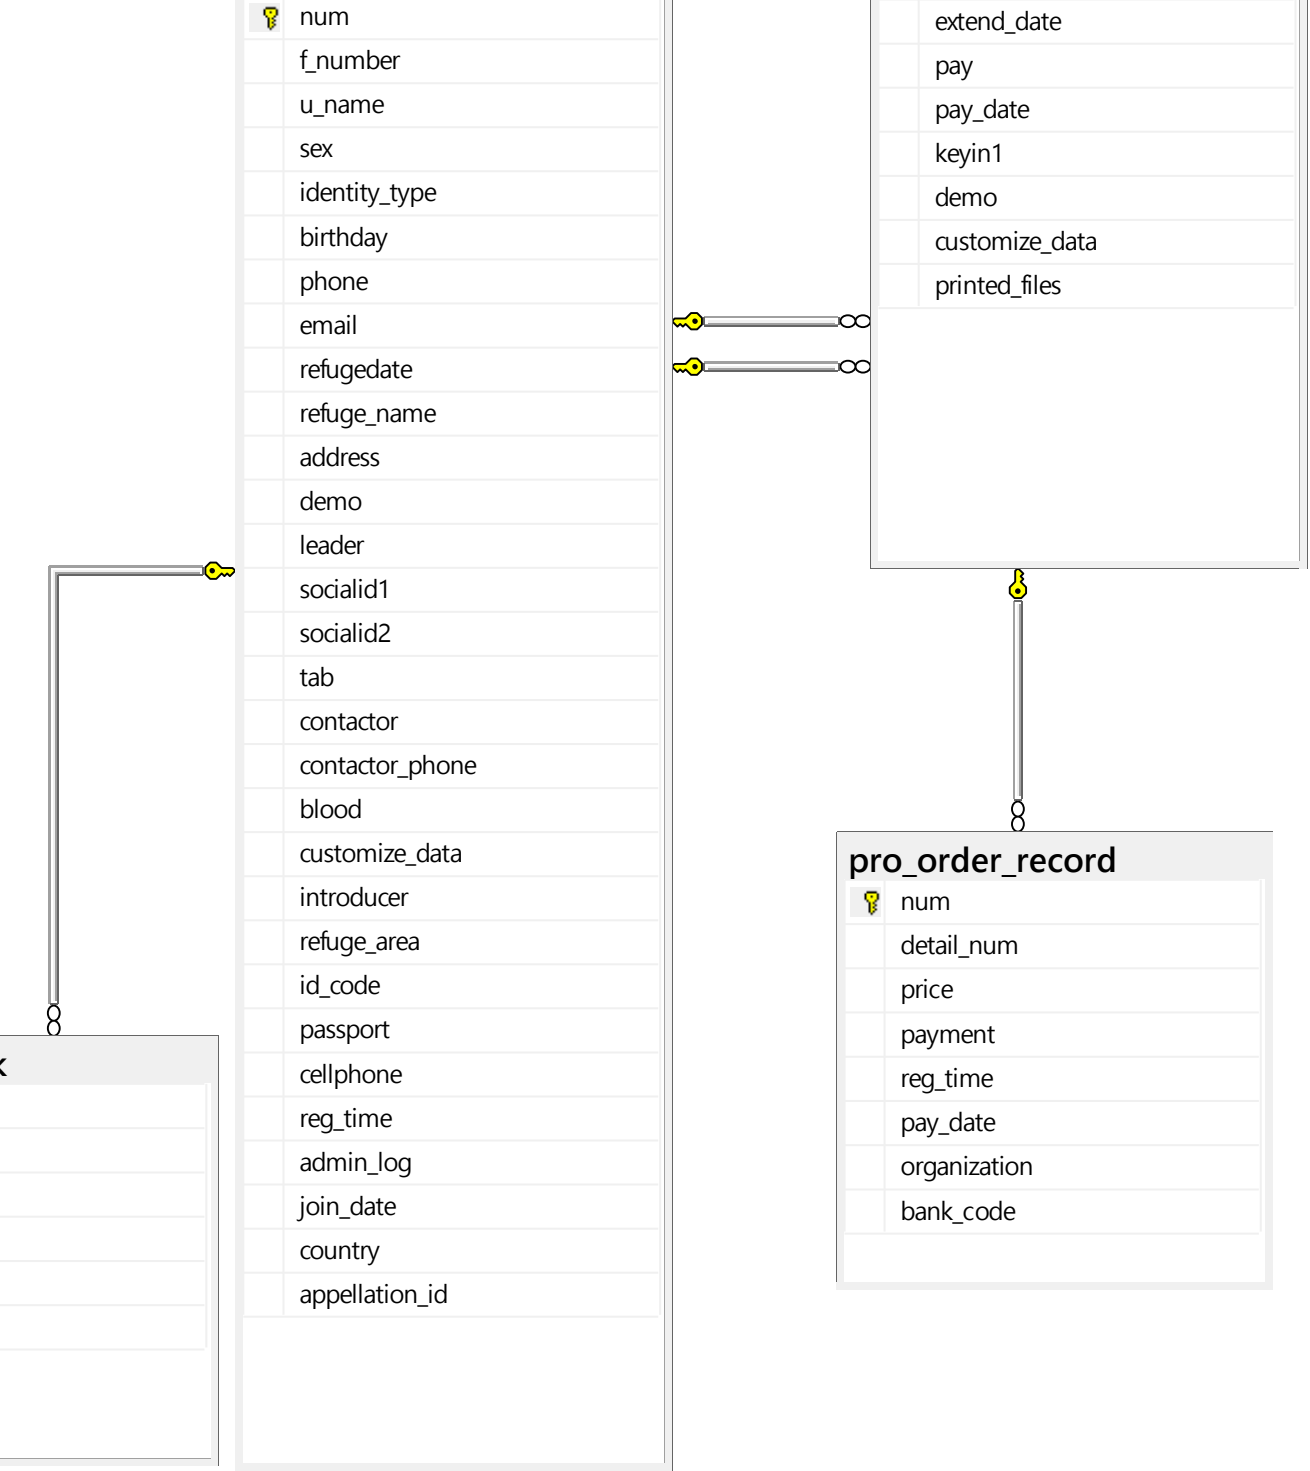 num
f_number
u_name
sex
identity_type
birthday
phone
email
refugedate
refuge_name
address
demo
leader
socialid1
socialid2
tab
contactor
contactor_phone
blood
customize_data
introducer
refuge_area
id_code
passport
cellphone
reg_time
admin_log
join_date
country
appellation_id
extend_date
pay
pay_date
keyin1
demo
customize_data
printed_files
pro_order_record
num
detail_num
price
payment
reg_time
pay_date
organization
bank_code